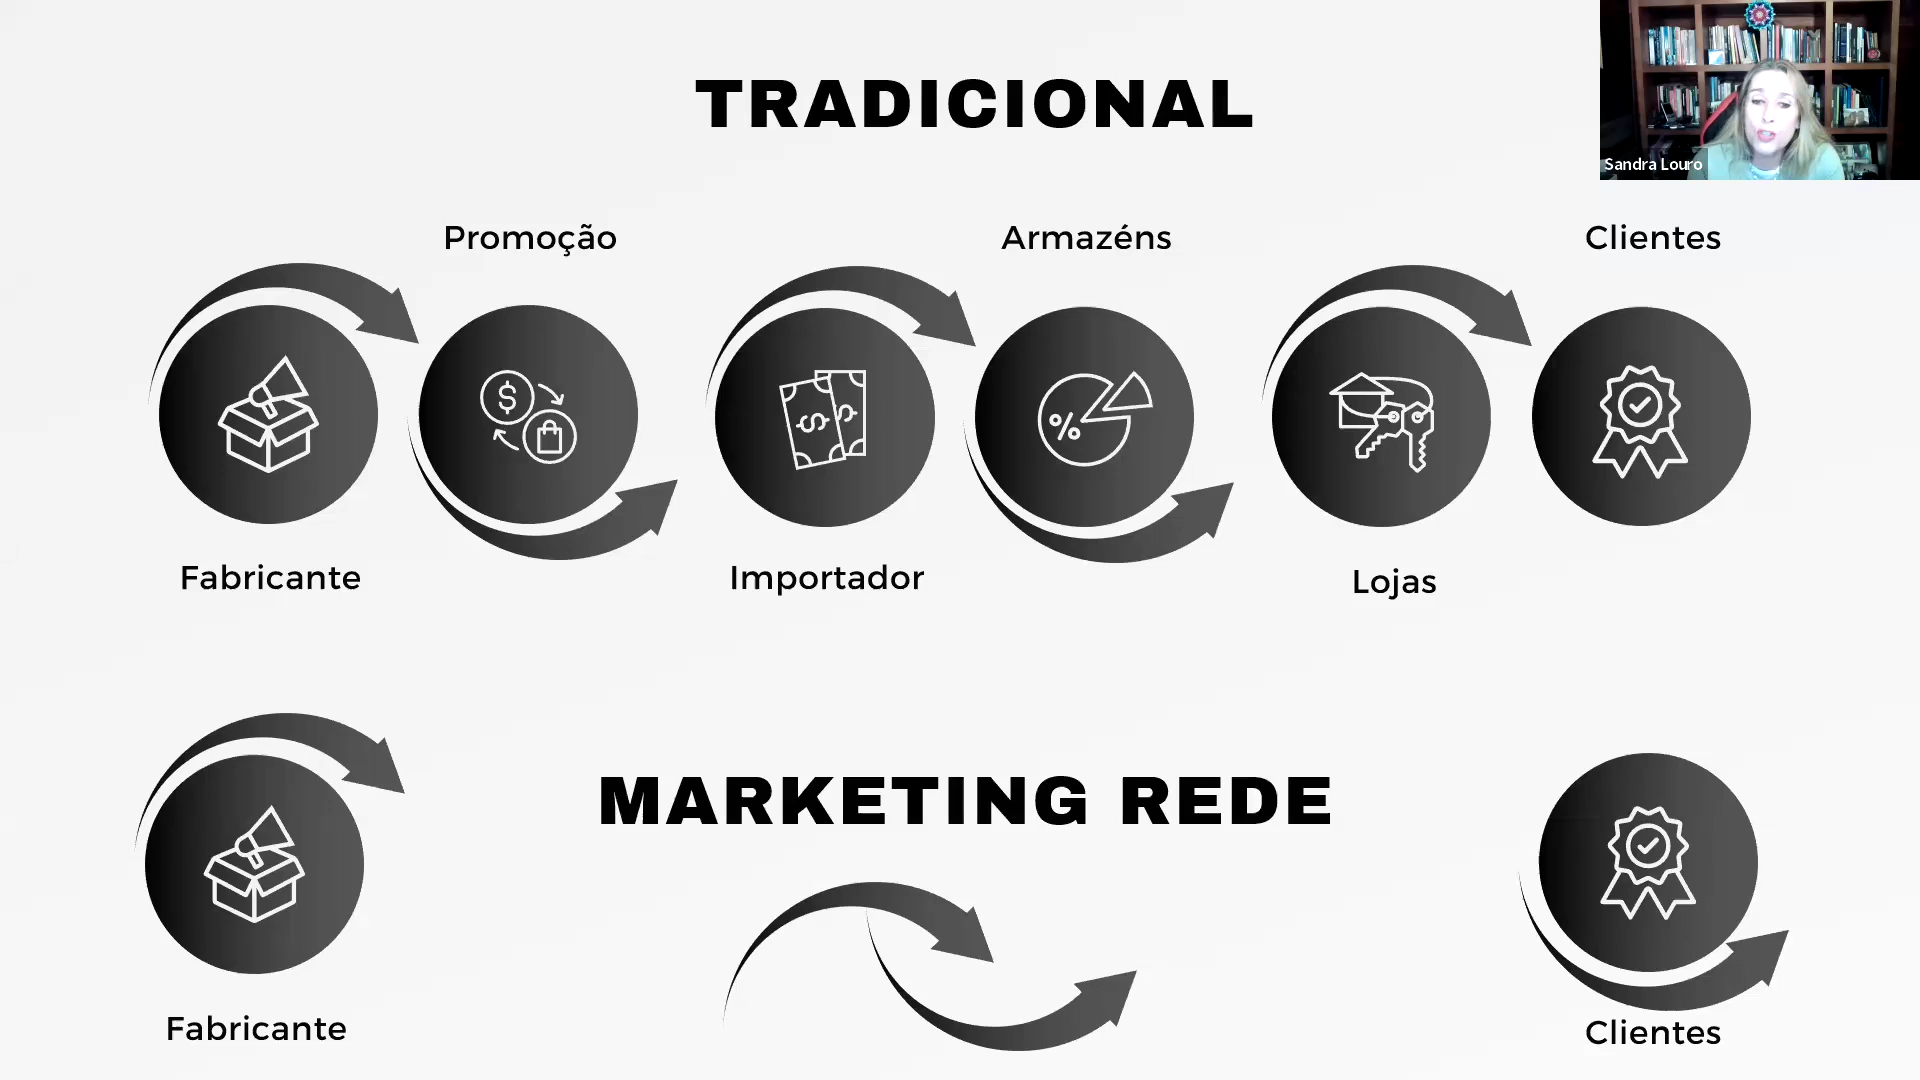 TRADICIONAL
Sandra Louro
Promoção
Armazéns
Clientes
$
$
$
%
Fabricante
Importador
Lojas
MARKETING REDE
Fabricante
Clientes